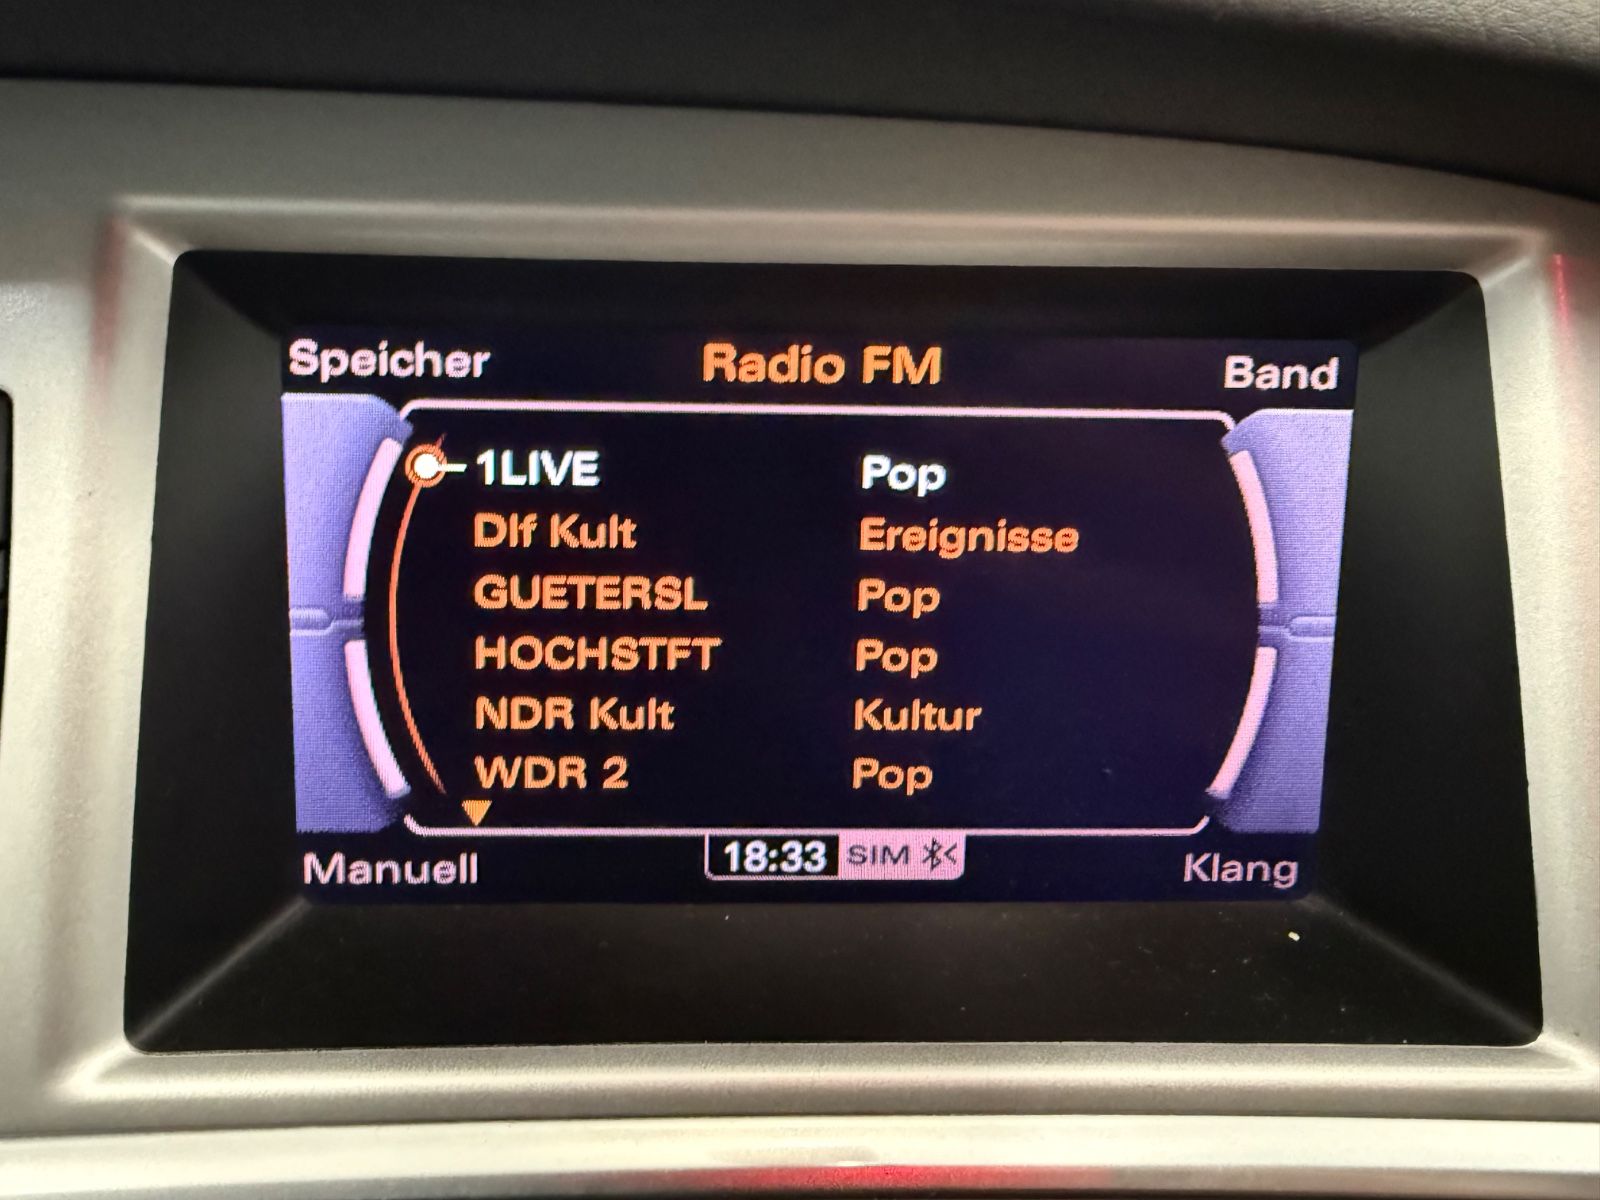 Speicher Radio FM Band
1LIVE Pop
Dlf Kult Ereignisse
GUETERSL Pop
HOCHSTFT Pop
NDR Kult Kultur
WDR 2 Pop
Manuell 18:33 SIM Klang